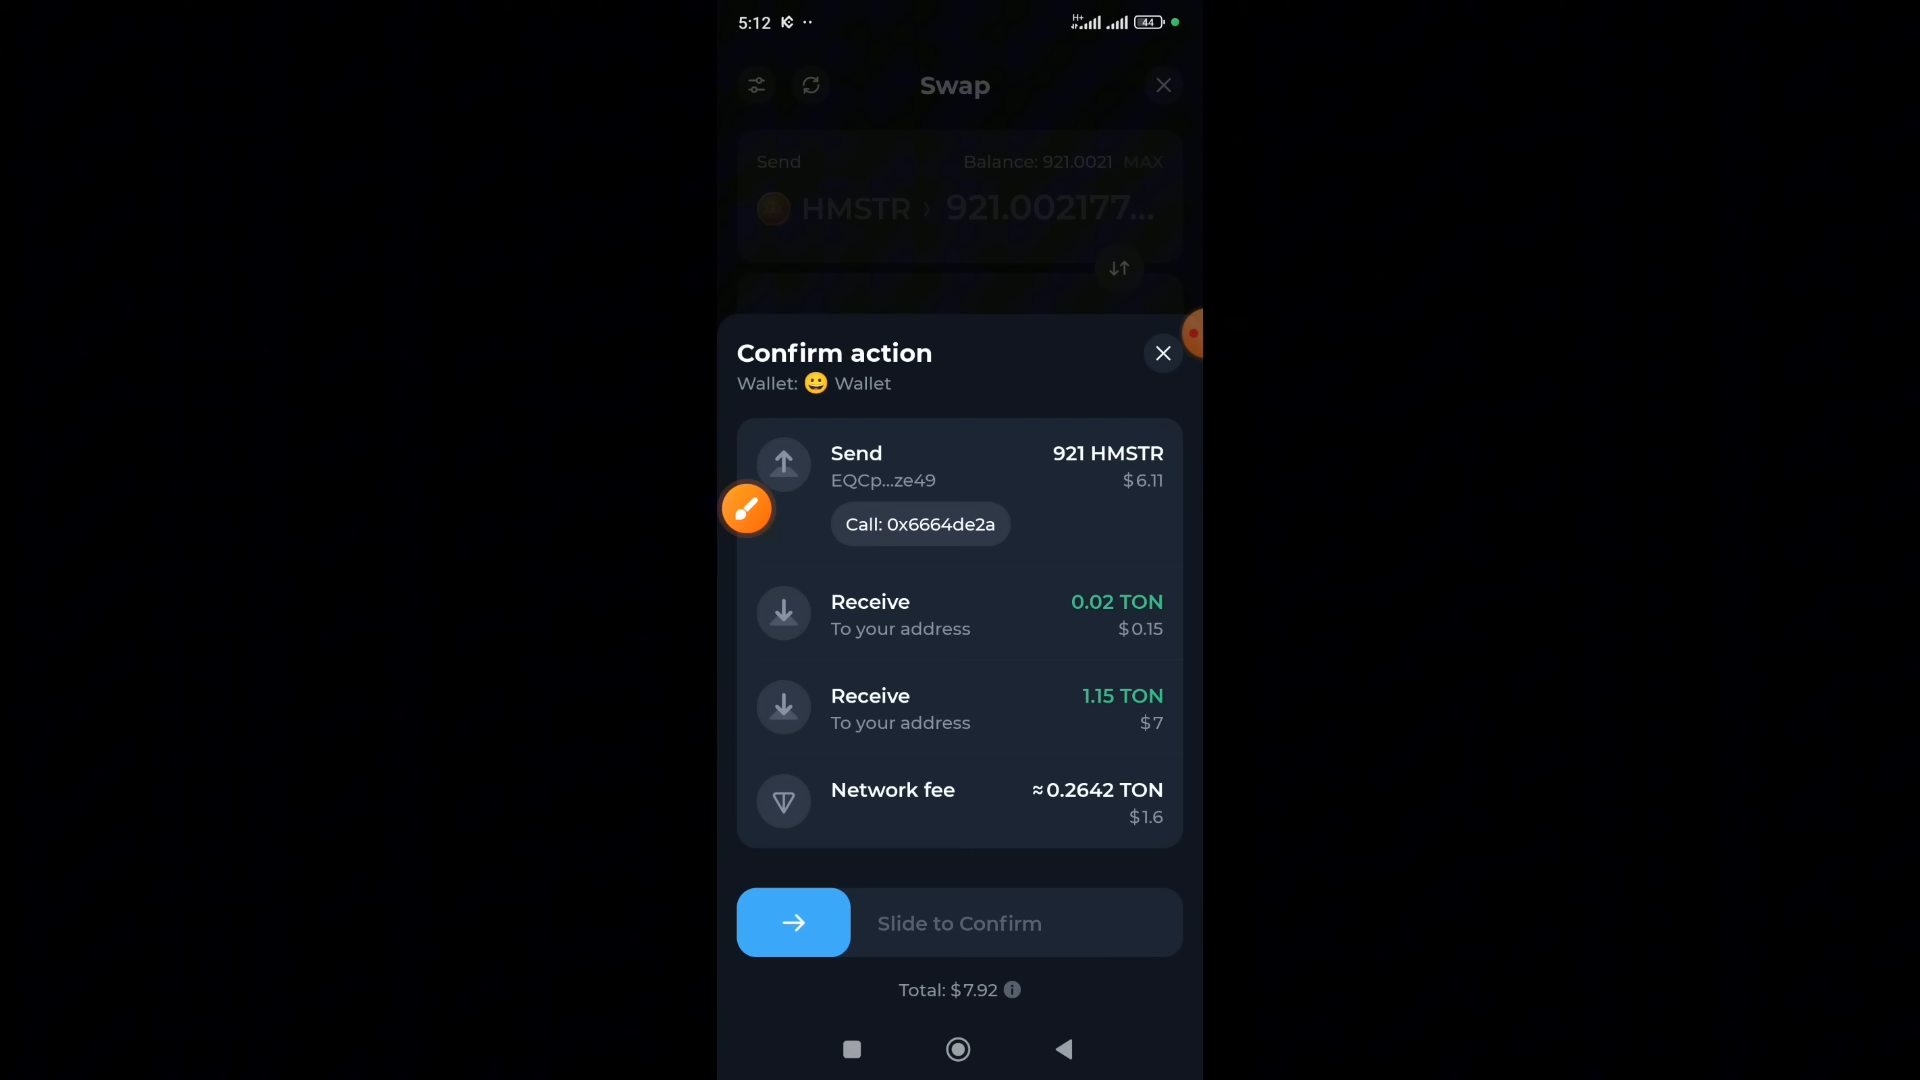 5:12
H+
44
Swap
Send
Balance: 921.0021 MAX
HMSTR
921.002177...
Confirm action
Wallet: 😀 Wallet
Send
921 HMSTR
EQCp...ze49
$6.11
Call: 0x6664de2a
Receive
0.02 TON
To your address
$0.15
Receive
1.15 TON
To your address
$7
Network fee
≈0.2642 TON
$1.6
Slide to Confirm
Total: $7.92